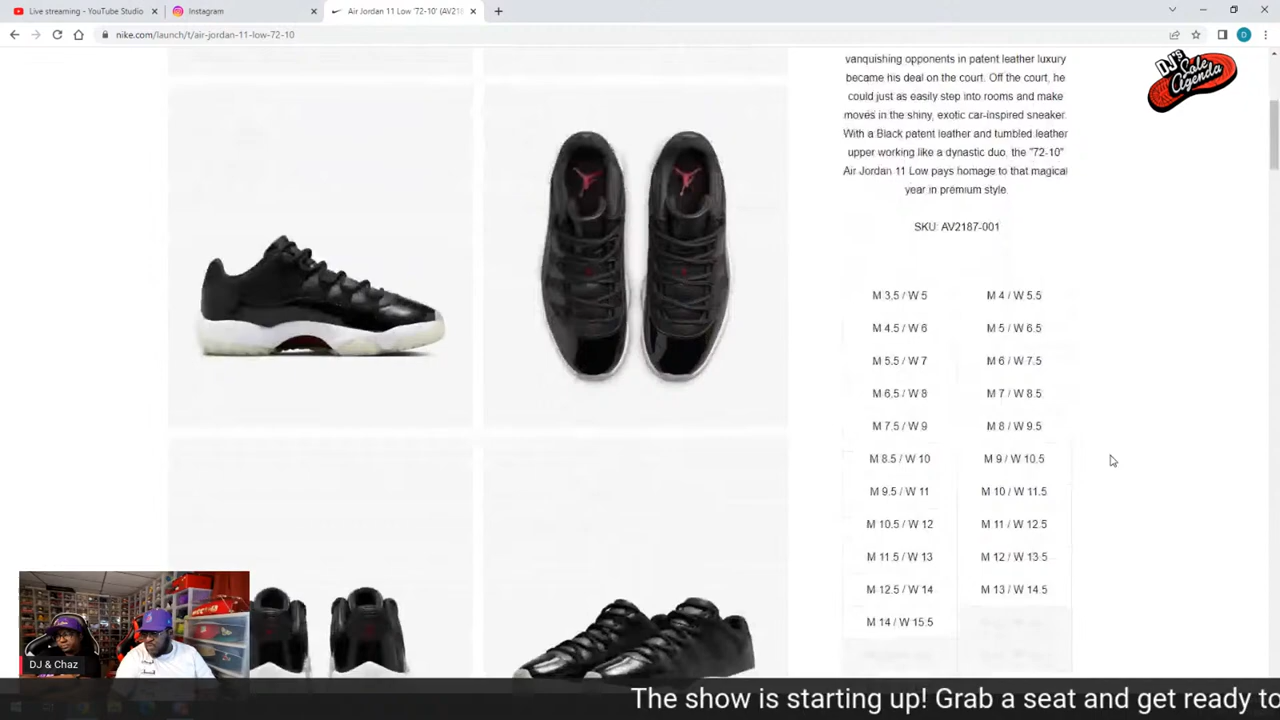 Live streaming - YouTube Studio
Instagram
Air Jordan 11 Low '72-10' (AV218
nike.com/launch/t/air-jordan-11-low-72-10
D
DJ's
Sole
Agenda
vanquishing opponents in patent leather luxury
became his deal on the court. Off the court, he
could just as easily step into rooms and make
moves in the shiny, exotic car-inspired sneaker.
With a Black patent leather and tumbled leather
upper working like a dynastic duo, the "72-10"
Air Jordan 11 Low pays homage to that magical
year in premium style.
SKU: AV2187-001
M 3.5 / W 5
M 4 / W 5.5
M 4.5 / W 6
M 5 / W 6.5
M 5.5 / W 7
M 6 / W 7.5
M 6.5 / W 8
M 7 / W 8.5
M 7.5 / W 9
M 8 / W 9.5
M 8.5 / W 10
M 9 / W 10.5
M 9.5 / W 11
M 10 / W 11.5
M 10.5 / W 12
M 11 / W 12.5
M 11.5 / W 13
M 12 / W 13.5
M 12.5 / W 14
M 13 / W 14.5
M 14 / W 15.5
DJ & Chaz
The show is starting up! Grab a seat and get ready to